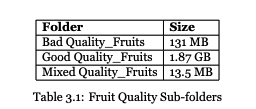 Folder Size
Bad Quality_Fruits 131 MB
Good Quality_Fruits 1.87 GB
Mixed Quality_Fruits 13.5 MB
Table 3.1: Fruit Quality Sub-folders